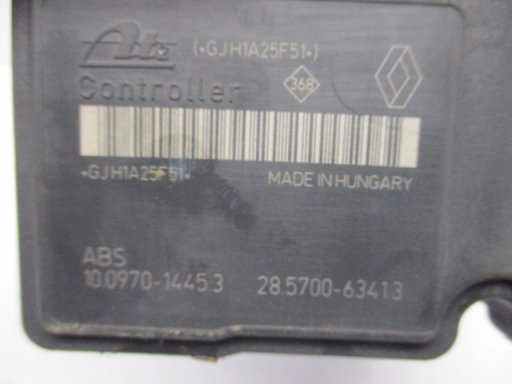 Ate (*GJH1A25F51*)
Controller 368
*GJH1A25F51* MADE IN HUNGARY
ABS
10.0970-1445.3 28.5700-6341.3